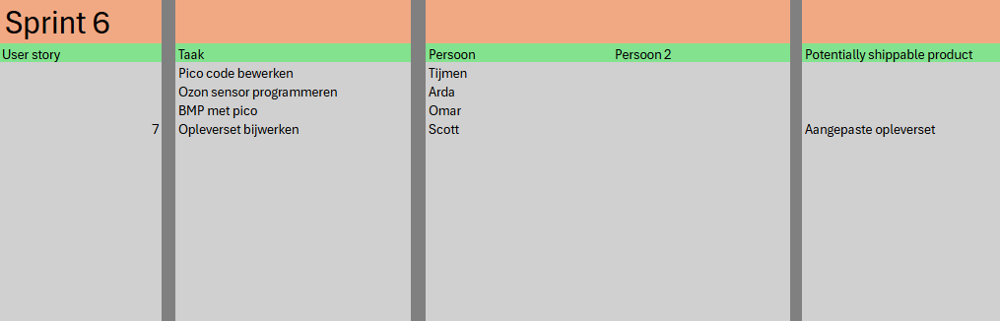 Sprint 6
User story Taak Persoon Persoon 2 Potentially shippable product
Pico code bewerken Tijmen
Ozon sensor programmeren Arda
BMP met pico Omar
7 Opleverset bijwerken Scott Aangepaste opleverset